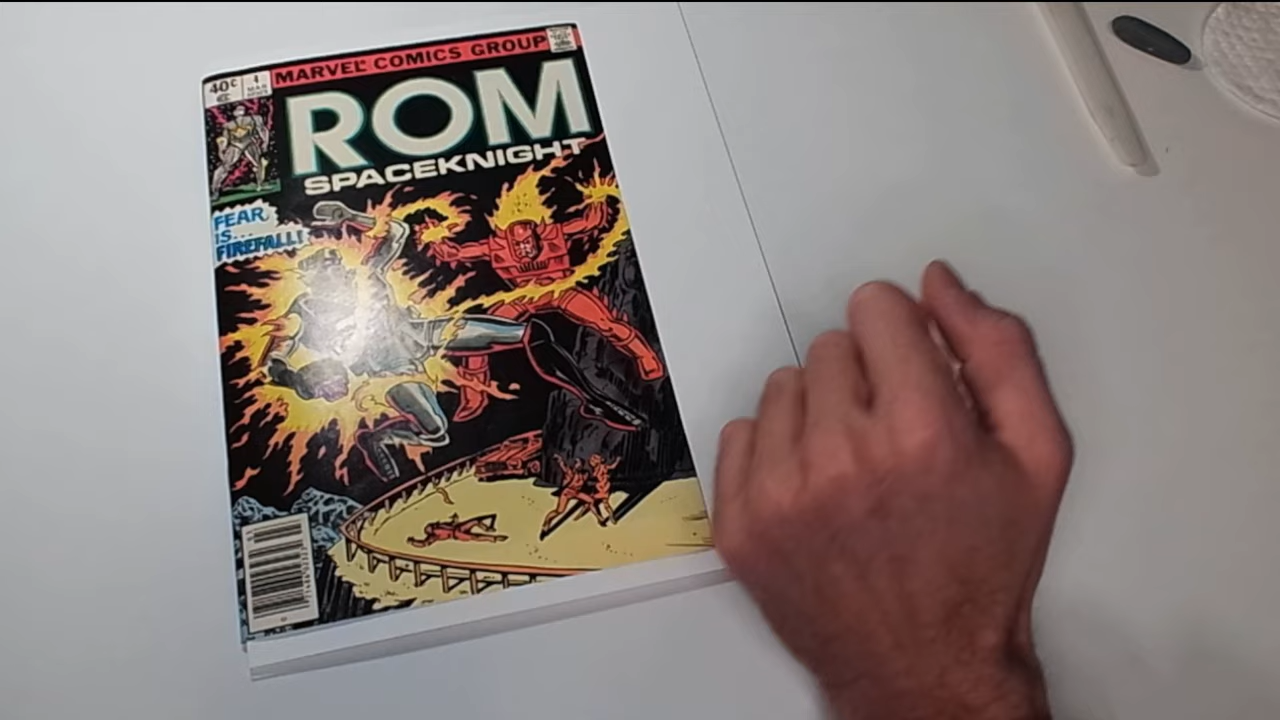 MARVEL COMICS GROUP
40¢
4
MAR
ROM
SPACEKNIGHT
FEAR
IS...
FIREFALL!